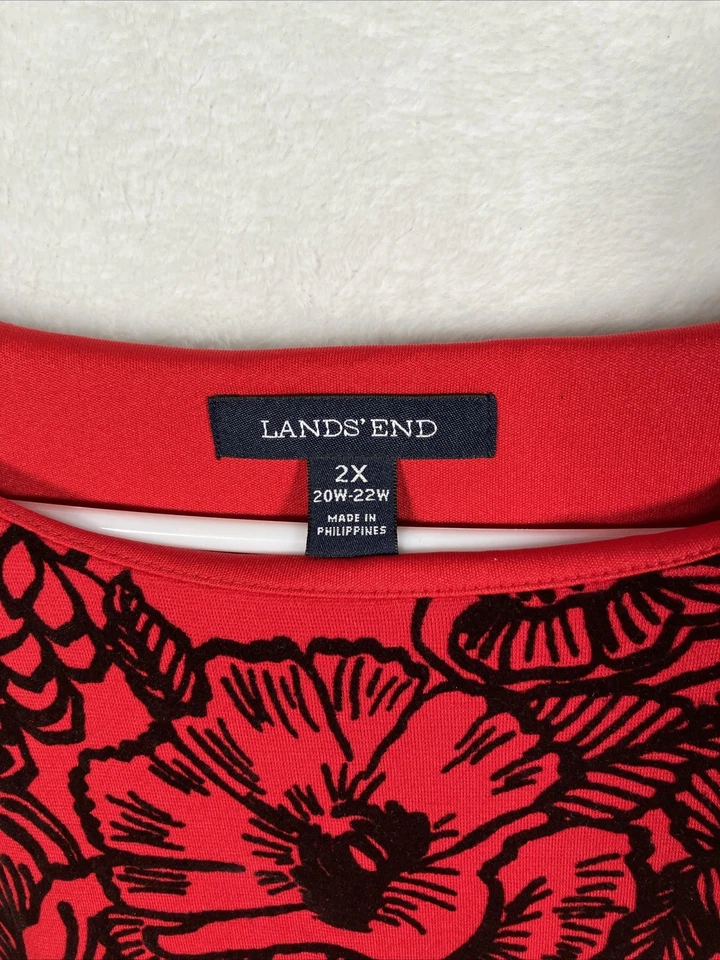 LANDS' END
2X
20W-22W
MADE IN
PHILIPPINES